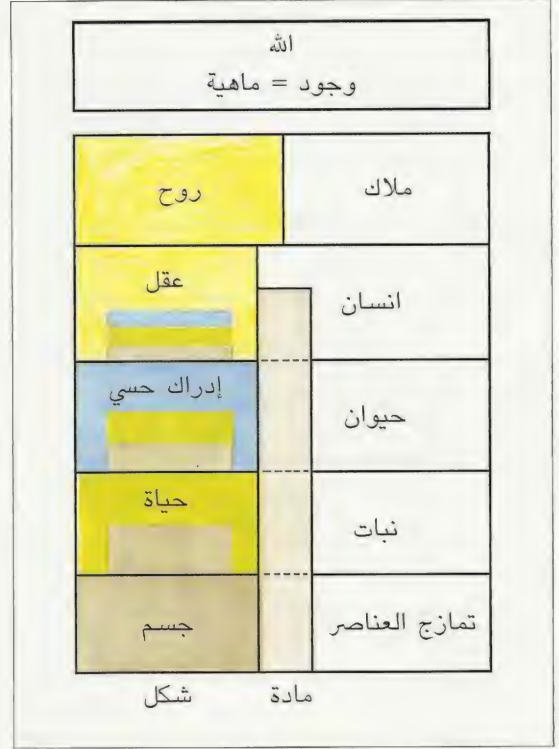 الله
وجود = ماهية
ملاك
روح
انسان
عقل
حيوان
إدراك حسي
نبات
حياة
تمازج العناصر
جسم
مادة
شكل